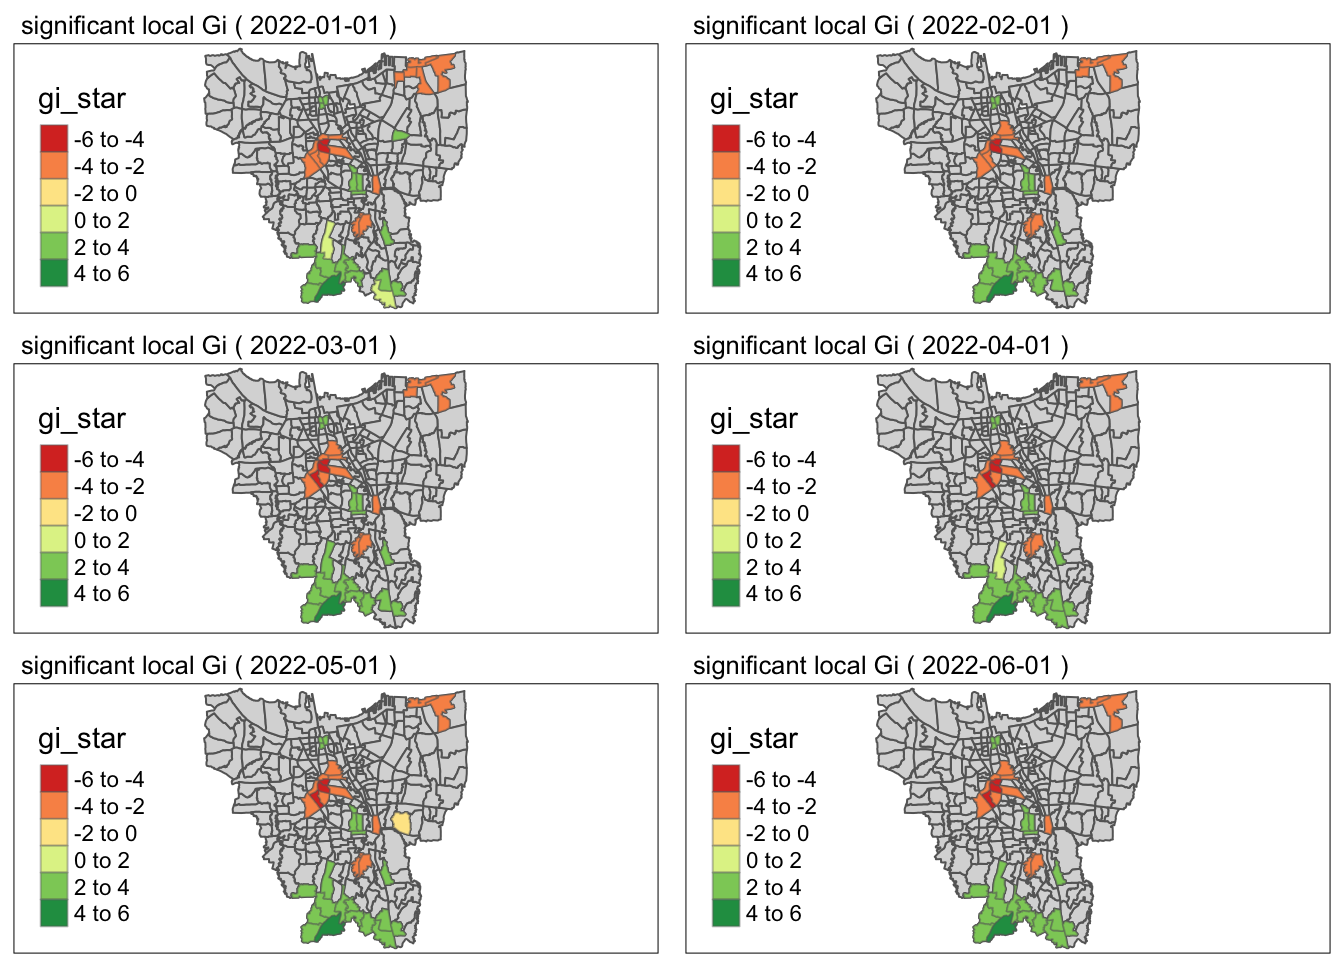 significant local Gi ( 2022-01-01 )
gi_star
-6 to -4
-4 to -2
-2 to 0
0 to 2
2 to 4
4 to 6
significant local Gi ( 2022-02-01 )
gi_star
-6 to -4
-4 to -2
-2 to 0
0 to 2
2 to 4
4 to 6
significant local Gi ( 2022-03-01 )
gi_star
-6 to -4
-4 to -2
-2 to 0
0 to 2
2 to 4
4 to 6
significant local Gi ( 2022-04-01 )
gi_star
-6 to -4
-4 to -2
-2 to 0
0 to 2
2 to 4
4 to 6
significant local Gi ( 2022-05-01 )
gi_star
-6 to -4
-4 to -2
-2 to 0
0 to 2
2 to 4
4 to 6
significant local Gi ( 2022-06-01 )
gi_star
-6 to -4
-4 to -2
-2 to 0
0 to 2
2 to 4
4 to 6